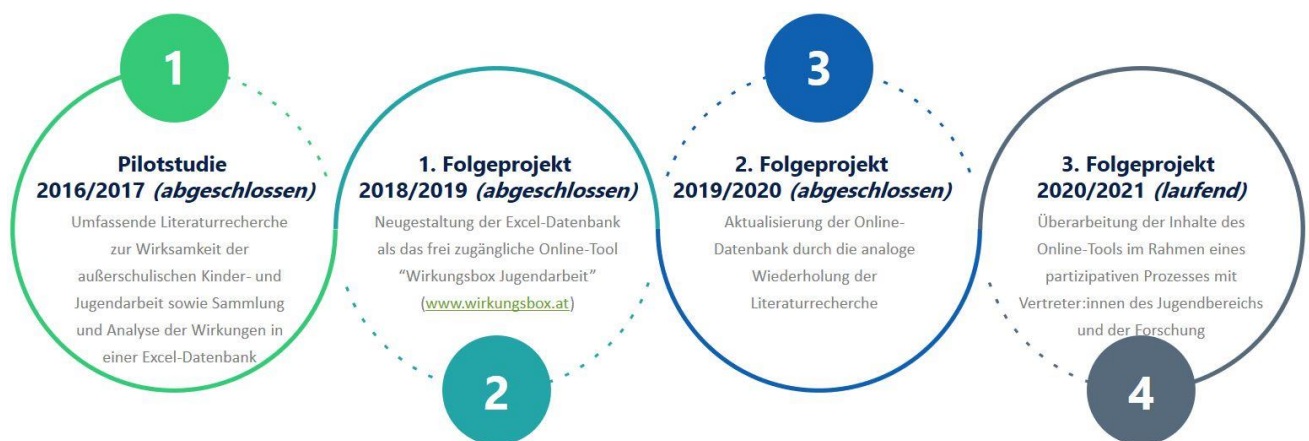 1
Pilotstudie
2016/2017 (abgeschlossen)
Umfassende Literaturrecherche
zur Wirksamkeit der
außerschulischen Kinder- und
Jugendarbeit sowie Sammlung
und Analyse der Wirkungen in
einer Excel-Datenbank
1. Folgeprojekt
2018/2019 (abgeschlossen)
Neugestaltung der Excel-Datenbank
als das frei zugängliche Online-Tool
“Wirkungsbox Jugendarbeit”
(www.wirkungsbox.at)
2
3
2. Folgeprojekt
2019/2020 (abgeschlossen)
Aktualisierung der Online-
Datenbank durch die analoge
Wiederholung der
Literaturrecherche
3. Folgeprojekt
2020/2021 (laufend)
Überarbeitung der Inhalte des
Online-Tools im Rahmen eines
partizipativen Prozesses mit
Vertreter:innen des Jugendbereichs
und der Forschung
4